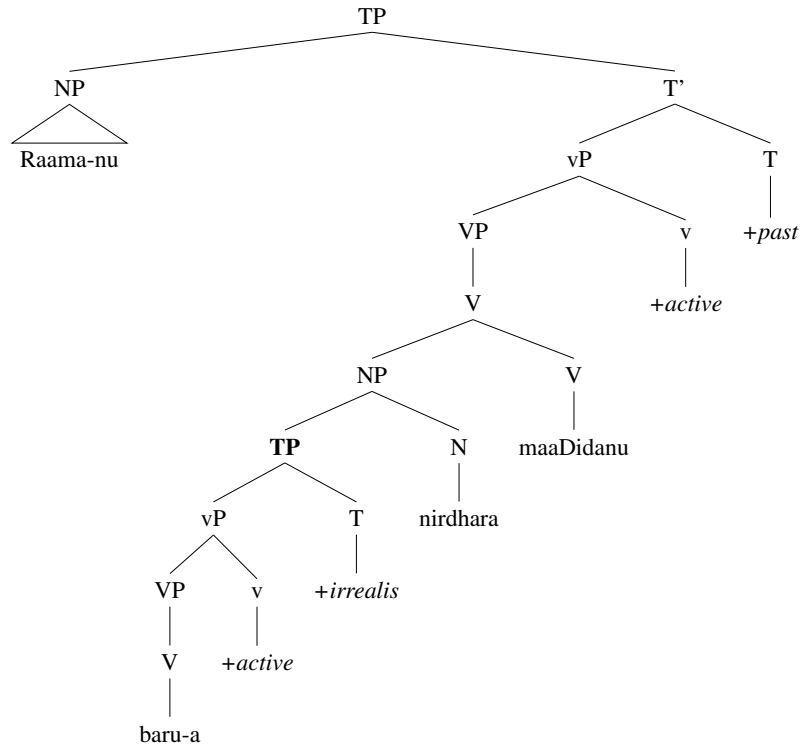 TP
NP T’
Raama-nu vP T
VP v +past
V +active
NP V
TP N maaDidanu
vP T nirdhara
VP v +irrealis
V +active
baru-a